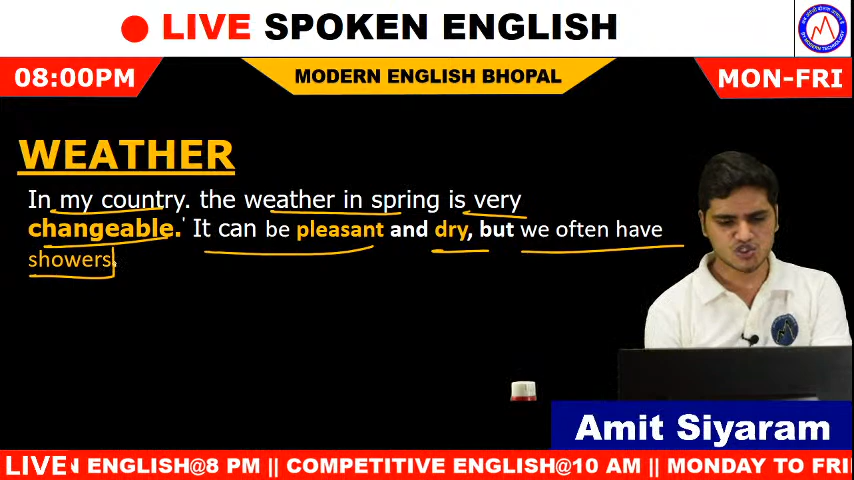 LIVE SPOKEN ENGLISH
08:00PM
MODERN ENGLISH BHOPAL
MON-FRI
WEATHER
In my country. the weather in spring is very
changeable.' It can be pleasant and dry, but we often have
showers.
Amit Siyaram
LIVE N ENGLISH@8 PM || COMPETITIVE ENGLISH@10 AM || MONDAY TO FRI